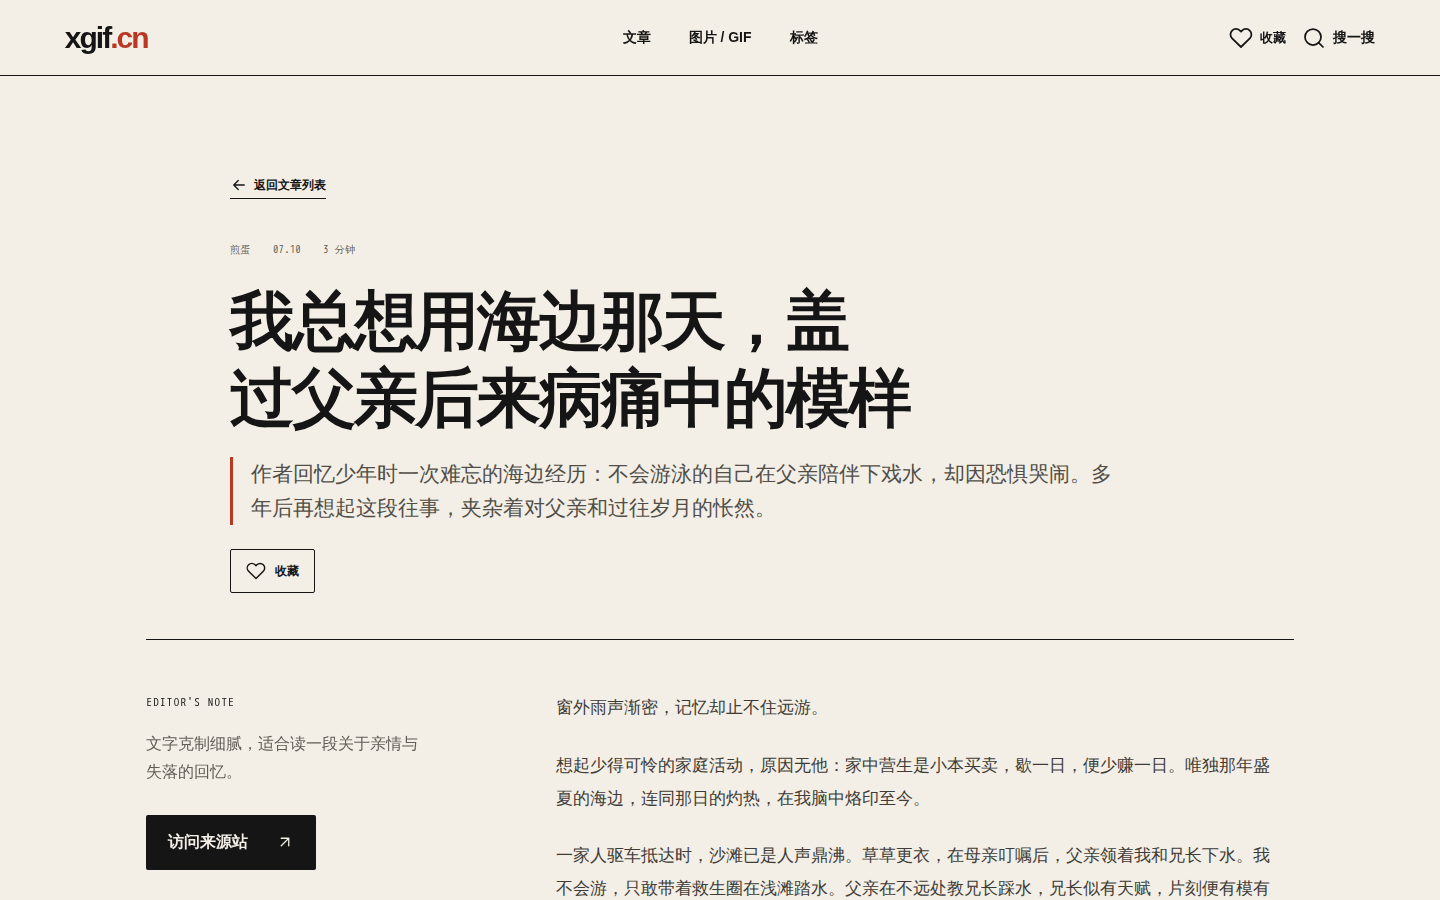 xgif.cn
文章
图片 / GIF
标签
收藏
搜一搜
返回文章列表
煎蛋 07.10 3 分钟
我总想用海边那天，盖
过父亲后来病痛中的模样
作者回忆少年时一次难忘的海边经历：不会游泳的自己在父亲陪伴下戏水，却因恐惧哭闹。多
年后再想起这段往事，夹杂着对父亲和过往岁月的怅然。
收藏
EDITOR'S NOTE
文字克制细腻，适合读一段关于亲情与
失落的回忆。
访问来源站
窗外雨声渐密，记忆却止不住远游。
想起少得可怜的家庭活动，原因无他：家中营生是小本买卖，歇一日，便少赚一日。唯独那年盛
夏的海边，连同那日的灼热，在我脑中烙印至今。
一家人驱车抵达时，沙滩已是人声鼎沸。草草更衣，在母亲叮嘱后，父亲领着我和兄长下水。我
不会游，只敢带着救生圈在浅滩踏水。父亲在不远处教兄长踩水，兄长似有天赋，片刻便有模有